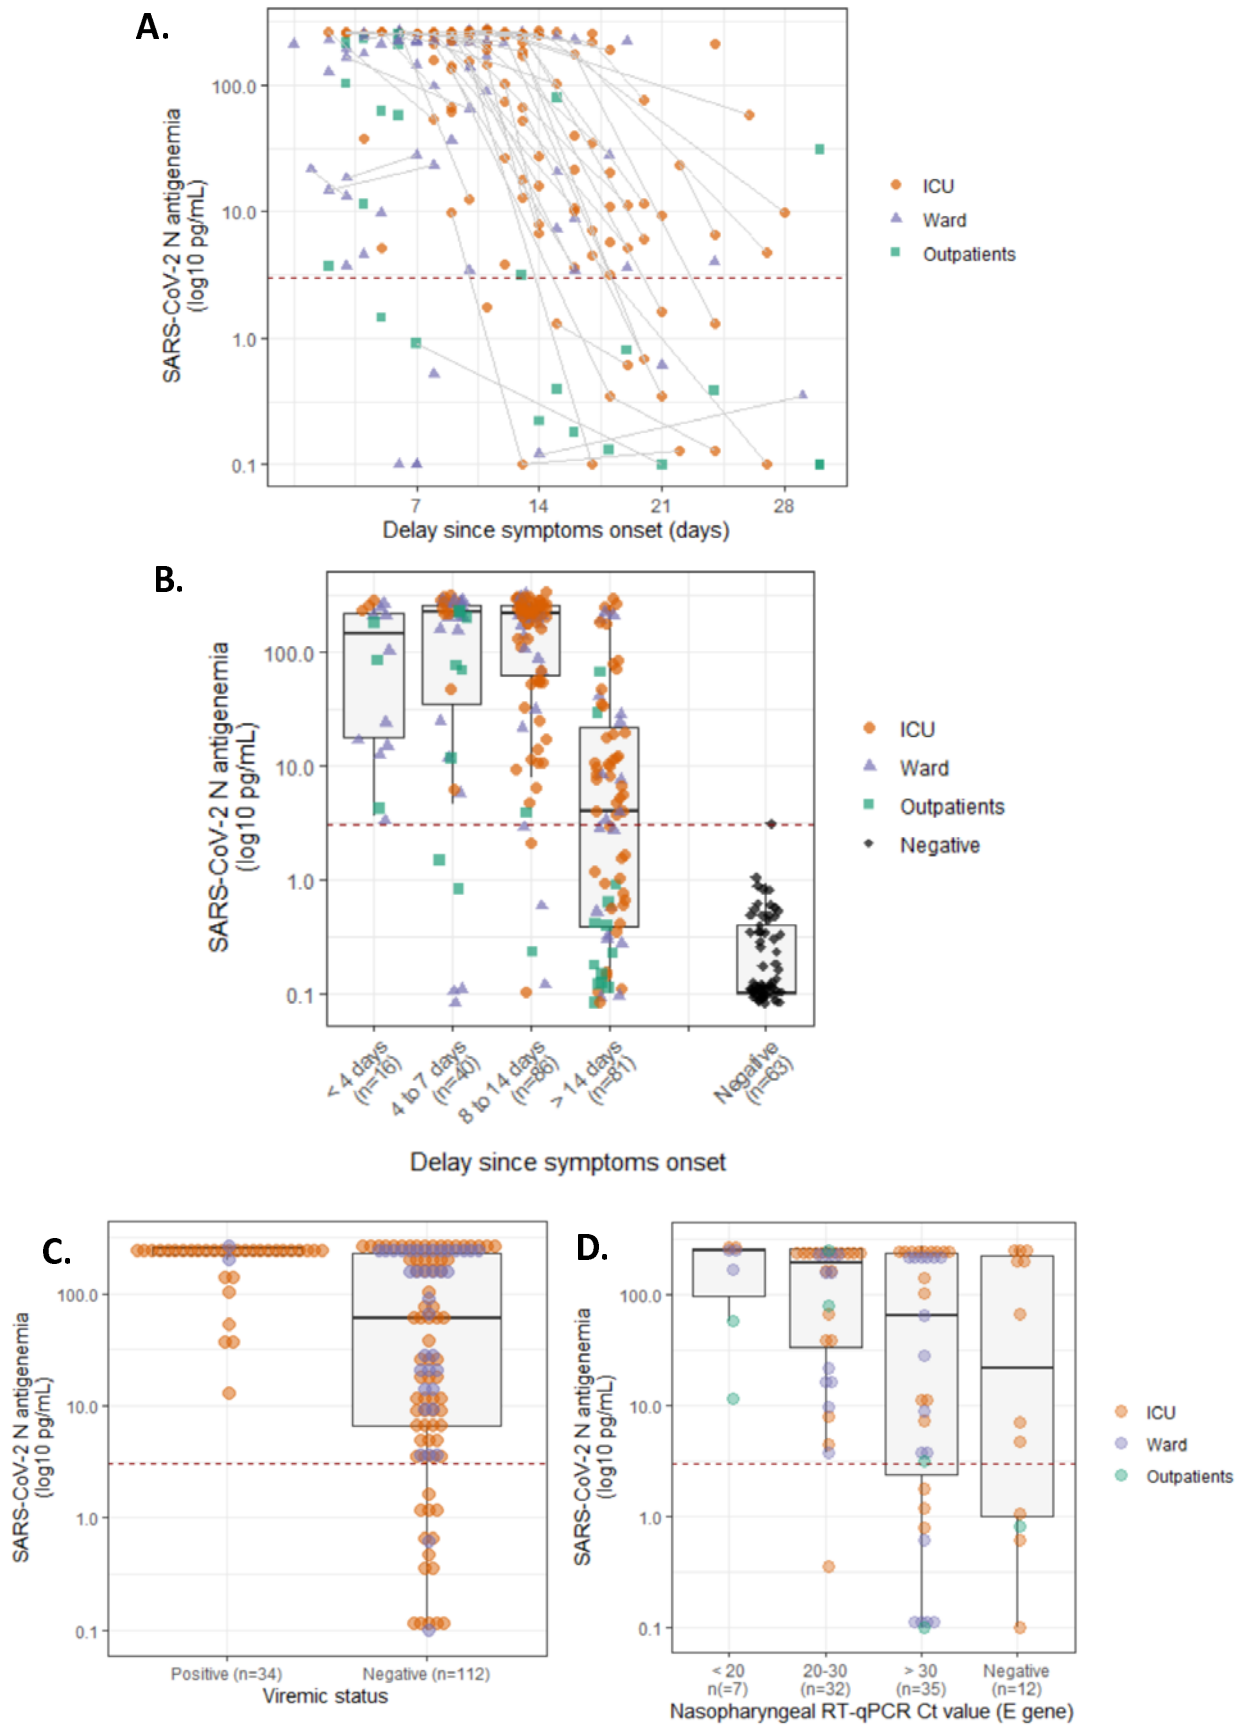 A.
SARS-CoV-2 N antigenemia
(log10 pg/mL)
100.0
10.0
1.0
0.1
7
14
21
28
Delay since symptoms onset (days)
ICU
Ward
Outpatients
B.
SARS-CoV-2 N antigenemia
(log10 pg/mL)
100.0
10.0
1.0
0.1
< 4 days
(n=16)
4 to 7 days
(n=40)
8 to 14 days
(n=86)
> 14 days
(n=81)
Negative
(n=63)
Delay since symptoms onset
ICU
Ward
Outpatients
Negative
C.
SARS-CoV-2 N antigenemia
(log10 pg/mL)
100.0
10.0
1.0
0.1
Positive (n=34)
Negative (n=112)
Viremic status
D.
SARS-CoV-2 N antigenemia
(log10 pg/mL)
100.0
10.0
1.0
0.1
< 20
n(=7)
20-30
(n=32)
> 30
(n=35)
Negative
(n=12)
Nasopharyngeal RT-qPCR Ct value (E gene)
ICU
Ward
Outpatients